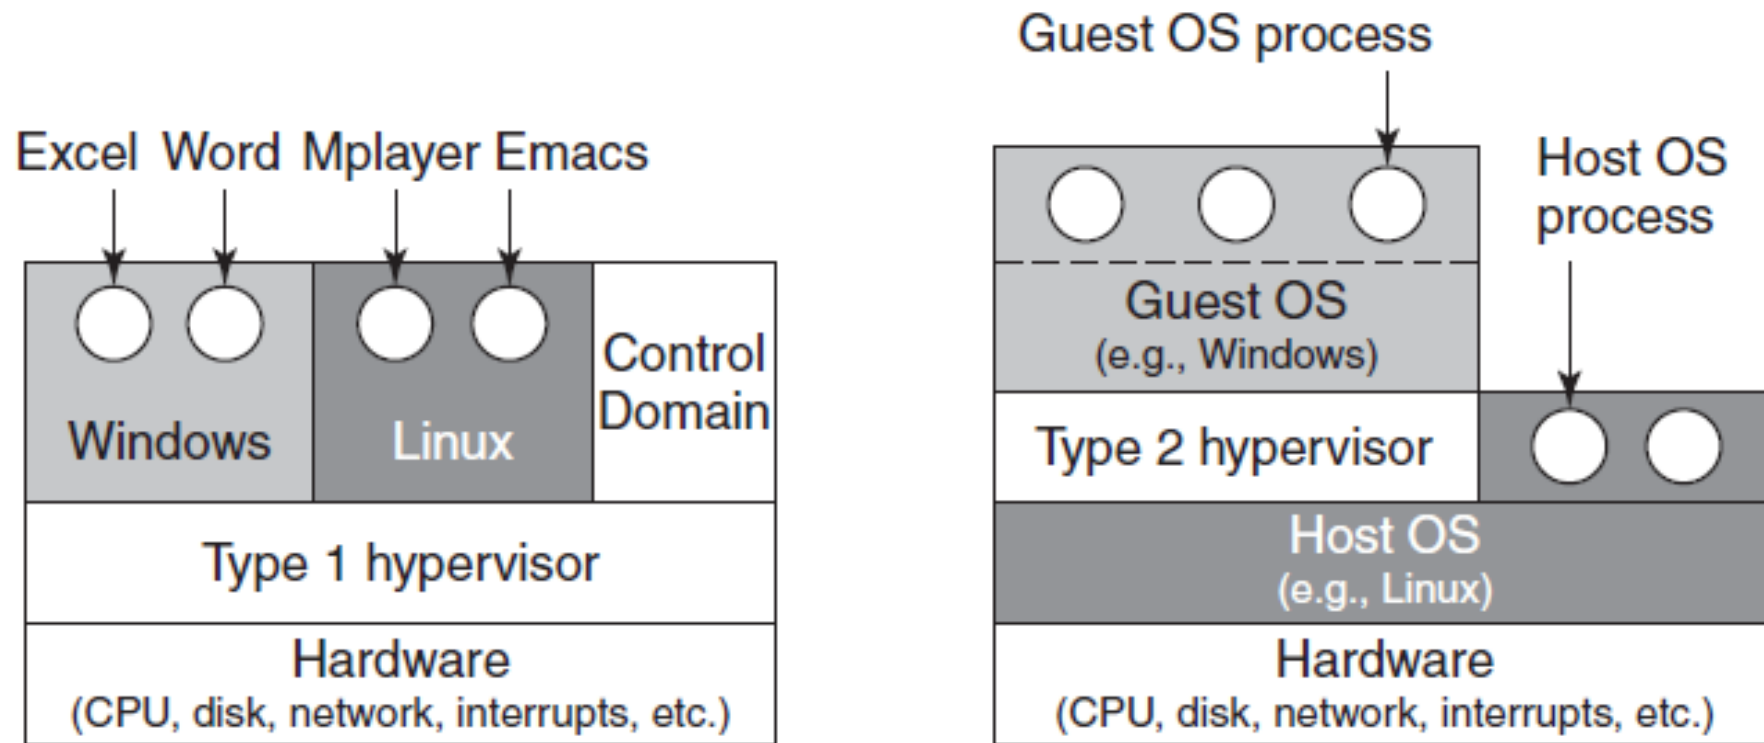 Excel Word Mplayer Emacs
Windows
Linux
Control
Domain
Type 1 hypervisor
Hardware
(CPU, disk, network, interrupts, etc.)
Guest OS process
Host OS
process
Guest OS
(e.g., Windows)
Type 2 hypervisor
Host OS
(e.g., Linux)
Hardware
(CPU, disk, network, interrupts, etc.)